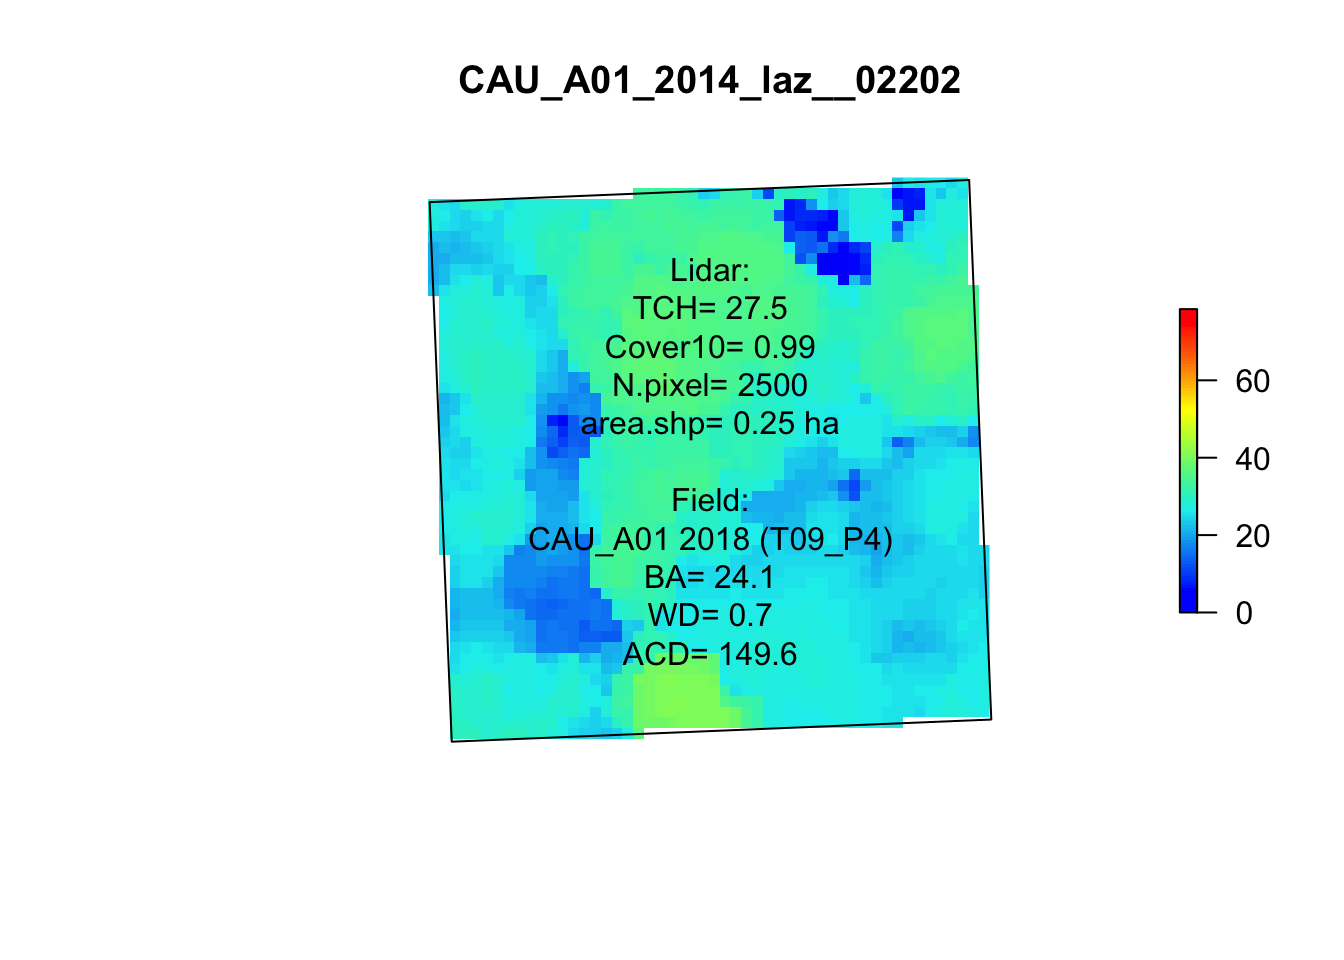 CAU_A01_2014_laz__02202
Lidar:
TCH= 27.5
Cover10= 0.99
N.pixel= 2500
area.shp= 0.25 ha
Field:
CAU_A01 2018 (T09_P4)
BA= 24.1
WD= 0.7
ACD= 149.6
60
40
20
0